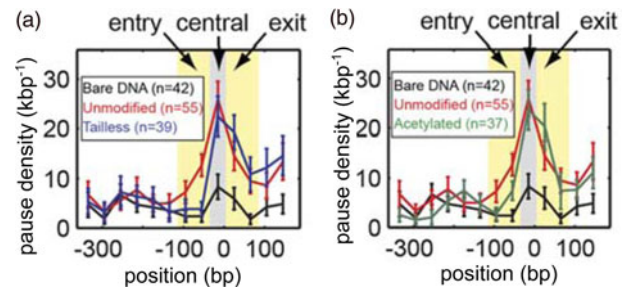 (a)
entry central exit
pause density (kbp⁻¹)
30
20
10
0
Bare DNA (n=42)
Unmodified (n=55)
Tailless (n=39)
-300 -100 0 100
position (bp)
(b)
entry central exit
pause density (kbp⁻¹)
30
20
10
0
Bare DNA (n=42)
Unmodified (n=55)
Acetylated (n=37)
-300 -100 0 100
position (bp)